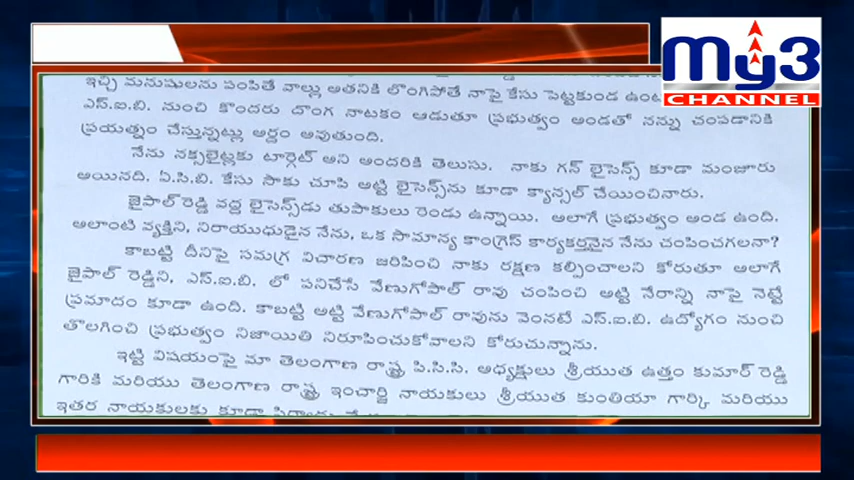 My3
CHANNEL
ఇచ్చి మనుషులను పంపితే వాల్లు అతనికి లొంగిపోతే నాపై కేసు పెట్టకుండ
ఎస్.ఐ.బి. నుంచి కొందరు దొంగ నాటకం ఆడుతూ ప్రభుత్వం అండతో నన్ను చంపడానికి
ప్రయత్నం చేస్తున్నట్లు అర్దం అవుతుంది.
నేను నక్సలైట్లకు టార్గెట్ అని అందరికి తెలుసు. నాకు గన్ లైసెన్స్ కూడా మంజూరు
అయినది. ఏ.సి.బి. కేసు సాకు చూపి అట్టి లైసెన్స్‌ను కూడా క్యాన్సల్ చేయించినారు.
జైపాల్ రెడ్డి వద్ద లైసెన్స్‌డు తుపాకులు రెండు ఉన్నాయి. అలాగే ప్రభుత్వం అండ ఉంది.
అలాంటి వ్యక్తిని, నిరాయుధుడైన నేను, ఒక సామాన్య కాంగ్రెస్ కార్యకర్తనైన నేను చంపించగలనా?
కాబట్టి దీనిపై సమగ్ర విచారణ జరిపించి నాకు రక్షణ కల్పించాలని కోరుతూ అలాగే
జైపాల్ రెడ్డిని, ఎస్.ఐ.బి. లో పనిచేసే వేణుగోపాల్ రావు చంపించి అట్టి నేరాన్ని నాపై నెట్టే
ప్రమాదం కూడా ఉంది. కాబట్టి అట్టి వేణుగోపాల్ రావును వెంనటే ఎస్.ఐ.బి. ఉద్యోగం నుంచి
తొలగించి ప్రభుత్వం నిజాయితి నిరూపించుకోవాలని కోరుచున్నాను.
ఇట్టి విషయంపై మా తెలంగాణ రాష్ట్ర పి.సి.సి. అధ్యక్షులు శ్రీయుత ఉత్తం కుమార్ రెడ్డి
గారికి మరియు తెలంగాణ రాష్ట్ర ఇంచార్జి నాయకులు శ్రీయుత కుంతియా గార్కి మరియు
ఇతర నాయకులకు కూడా